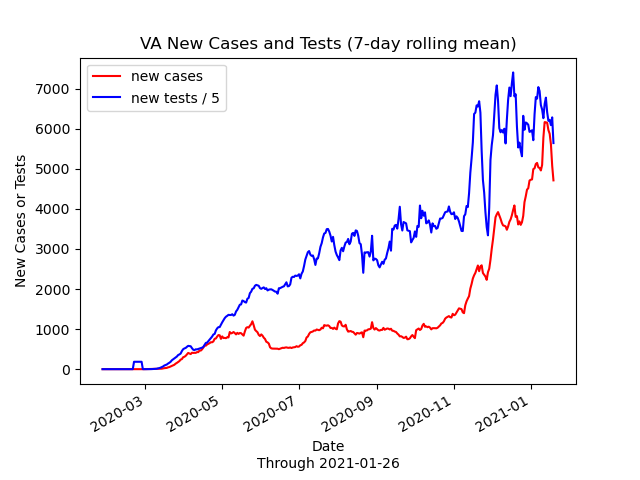 VA New Cases and Tests (7-day rolling mean)
new cases
new tests / 5
7000
6000
5000
4000
3000
2000
1000
0
New Cases or Tests
2020-03
2020-05
2020-07
2020-09
2020-11
2021-01
Date
Through 2021-01-26